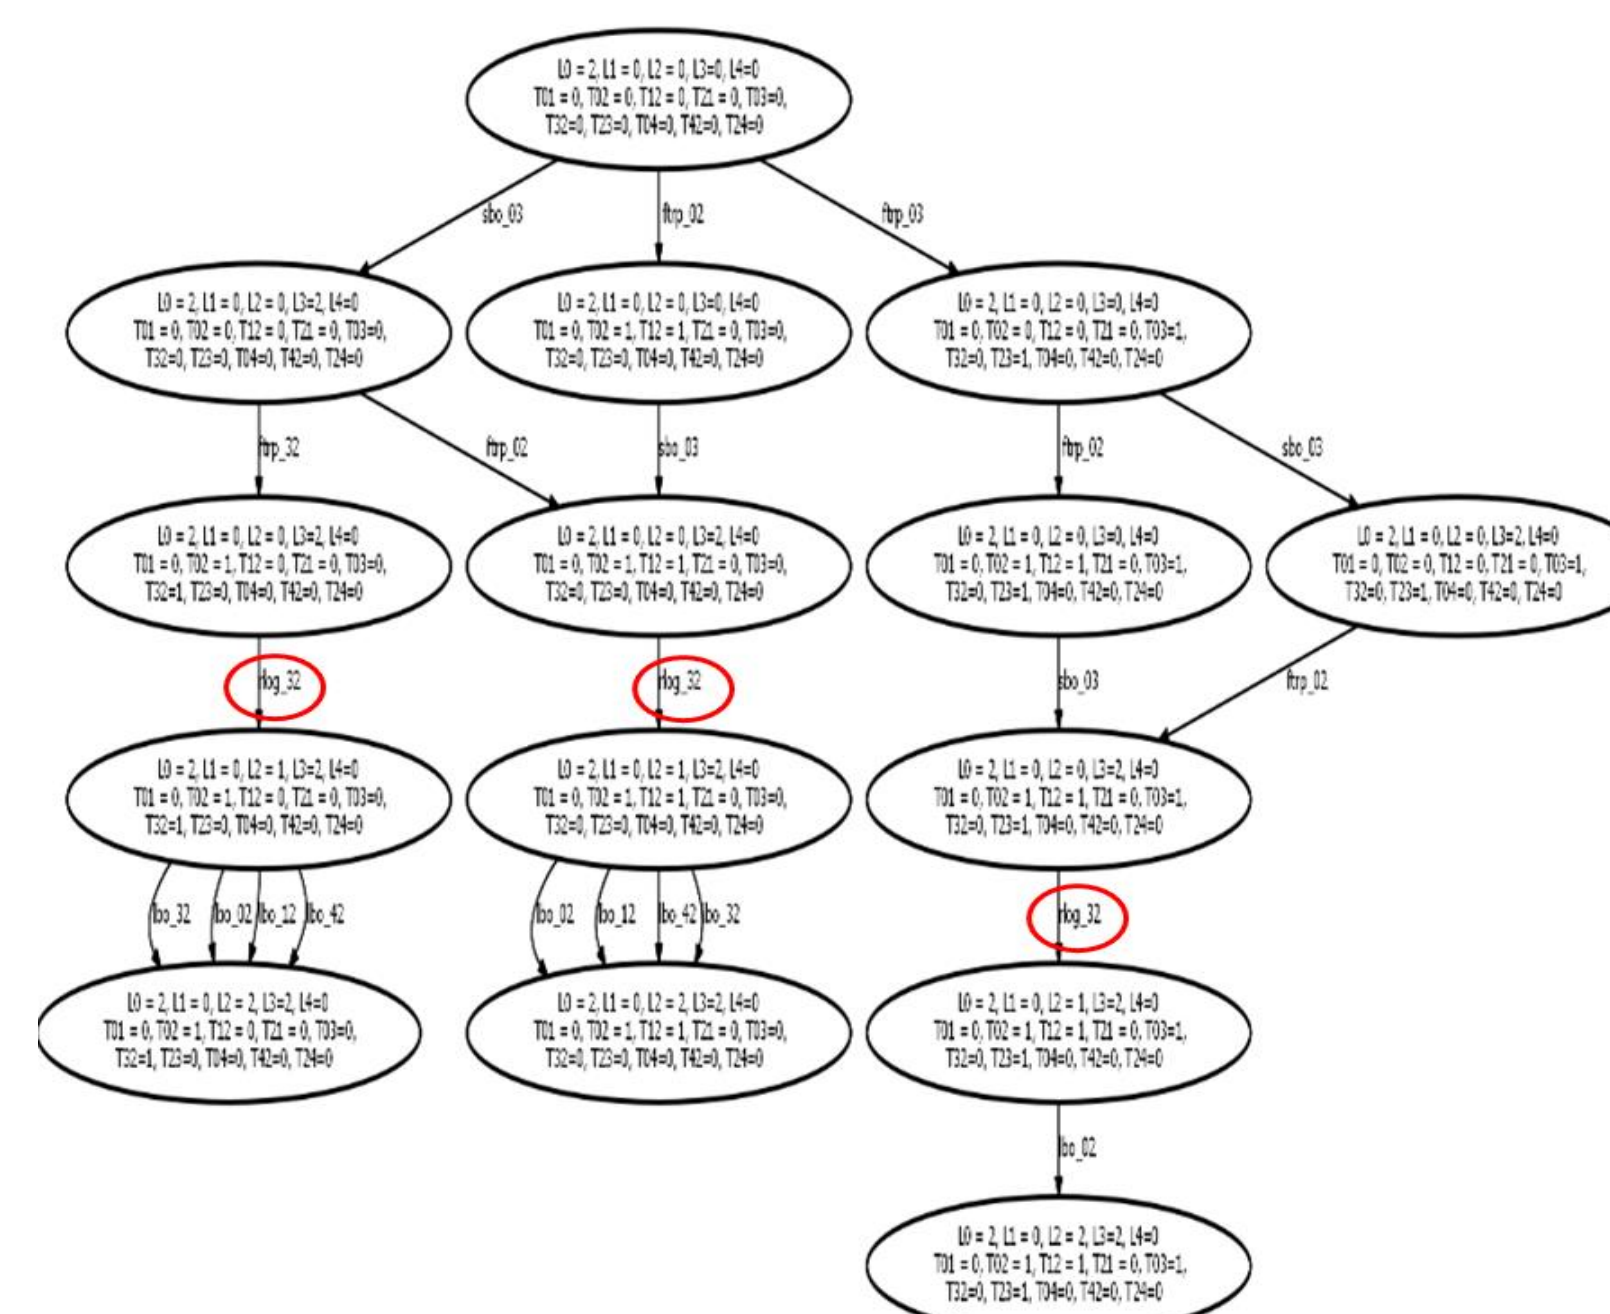 L0 = 2, L1 = 0, L2 = 0, L3=0, L4=0
T01 = 0, T02 = 0, T12 = 0, T21 = 0, T03=0,
T32=0, T23=0, T04=0, T42=0, T24=0
sbo_03
ftrp_02
ftrp_03
L0 = 2, L1 = 0, L2 = 0, L3=2, L4=0
T01 = 0, T02 = 0, T12 = 0, T21 = 0, T03=0,
T32=0, T23=0, T04=0, T42=0, T24=0
L0 = 2, L1 = 0, L2 = 0, L3=0, L4=0
T01 = 0, T02 = 1, T12 = 1, T21 = 0, T03=0,
T32=0, T23=0, T04=0, T42=0, T24=0
L0 = 2, L1 = 0, L2 = 0, L3=0, L4=0
T01 = 0, T02 = 0, T12 = 0, T21 = 0, T03=1,
T32=0, T23=1, T04=0, T42=0, T24=0
ftrp_32
ftrp_02
sbo_03
ftrp_02
sbo_03
L0 = 2, L1 = 0, L2 = 0, L3=2, L4=0
T01 = 0, T02 = 1, T12 = 0, T21 = 0, T03=0,
T32=1, T23=0, T04=0, T42=0, T24=0
L0 = 2, L1 = 0, L2 = 0, L3=2, L4=0
T01 = 0, T02 = 1, T12 = 1, T21 = 0, T03=0,
T32=0, T23=0, T04=0, T42=0, T24=0
L0 = 2, L1 = 0, L2 = 0, L3=0, L4=0
T01 = 0, T02 = 1, T12 = 1, T21 = 0, T03=1,
T32=0, T23=1, T04=0, T42=0, T24=0
L0 = 2, L1 = 0, L2 = 0, L3=2, L4=0
T01 = 0, T02 = 0, T12 = 0, T21 = 0, T03=1,
T32=0, T23=1, T04=0, T42=0, T24=0
rlog_32
rlog_32
sbo_03
ftrp_02
L0 = 2, L1 = 0, L2 = 1, L3=2, L4=0
T01 = 0, T02 = 1, T12 = 0, T21 = 0, T03=0,
T32=1, T23=0, T04=0, T42=0, T24=0
L0 = 2, L1 = 0, L2 = 1, L3=2, L4=0
T01 = 0, T02 = 1, T12 = 1, T21 = 0, T03=0,
T32=0, T23=0, T04=0, T42=0, T24=0
L0 = 2, L1 = 0, L2 = 0, L3=2, L4=0
T01 = 0, T02 = 1, T12 = 1, T21 = 0, T03=1,
T32=0, T23=1, T04=0, T42=0, T24=0
lbo_32
lbo_02
lbo_12
lbo_42
lbo_02
lbo_12
lbo_42
lbo_32
rlog_32
L0 = 2, L1 = 0, L2 = 2, L3=2, L4=0
T01 = 0, T02 = 1, T12 = 0, T21 = 0, T03=0,
T32=1, T23=0, T04=0, T42=0, T24=0
L0 = 2, L1 = 0, L2 = 2, L3=2, L4=0
T01 = 0, T02 = 1, T12 = 1, T21 = 0, T03=0,
T32=0, T23=0, T04=0, T42=0, T24=0
L0 = 2, L1 = 0, L2 = 1, L3=2, L4=0
T01 = 0, T02 = 1, T12 = 1, T21 = 0, T03=1,
T32=0, T23=1, T04=0, T42=0, T24=0
lbo_02
L0 = 2, L1 = 0, L2 = 2, L3=2, L4=0
T01 = 0, T02 = 1, T12 = 1, T21 = 0, T03=1,
T32=0, T23=1, T04=0, T42=0, T24=0